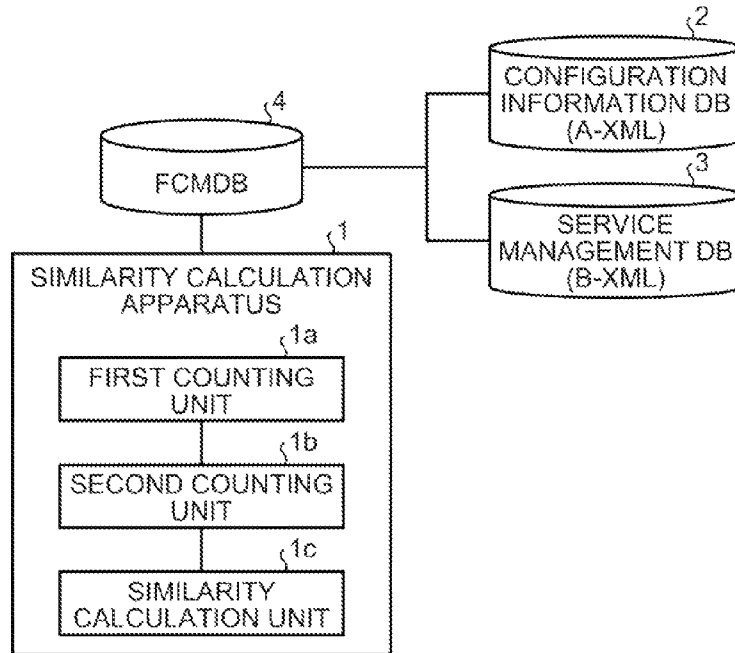 2
CONFIGURATION
INFORMATION DB
(A-XML)
4
FCMDB
3
SERVICE
MANAGEMENT DB
(B-XML)
1
SIMILARITY CALCULATION
APPARATUS
1a
FIRST COUNTING
UNIT
1b
SECOND COUNTING
UNIT
1c
SIMILARITY
CALCULATION UNIT